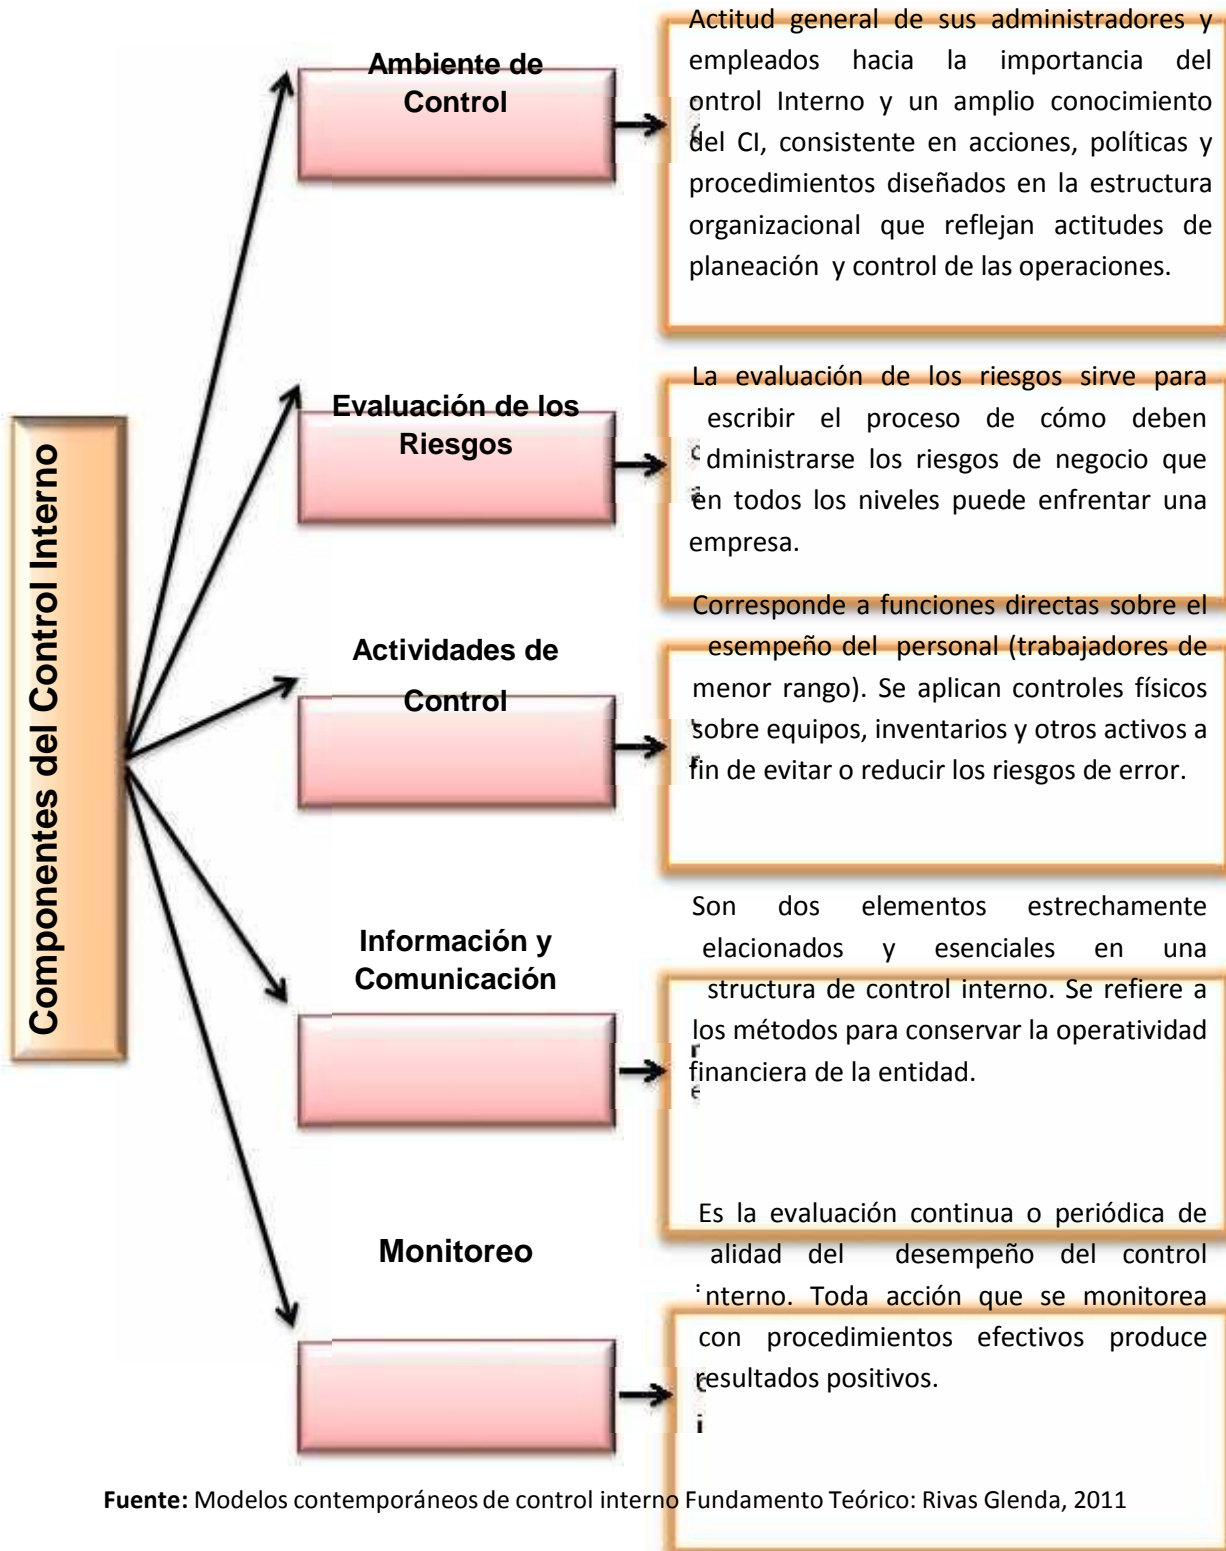 Componentes del Control Interno
Ambiente de
Control
Actitud general de sus administradores y
empleados hacia la importancia del
ontrol Interno y un amplio conocimiento
del CI, consistente en acciones, políticas y
procedimientos diseñados en la estructura
organizacional que reflejan actitudes de
planeación y control de las operaciones.
Evaluación de los
Riesgos
La evaluación de los riesgos sirve para
escribir el proceso de cómo deben
dministrarse los riesgos de negocio que
en todos los niveles puede enfrentar una
empresa.
Actividades de
Control
Corresponde a funciones directas sobre el
esempeño del personal (trabajadores de
menor rango). Se aplican controles físicos
sobre equipos, inventarios y otros activos a
fin de evitar o reducir los riesgos de error.
Información y
Comunicación
Son dos elementos estrechamente
elacionados y esenciales en una
structura de control interno. Se refiere a
los métodos para conservar la operatividad
financiera de la entidad.
Monitoreo
Es la evaluación continua o periódica de
alidad del desempeño del control
nterno. Toda acción que se monitorea
con procedimientos efectivos produce
resultados positivos.
Fuente: Modelos contemporáneos de control interno Fundamento Teórico: Rivas Glenda, 2011